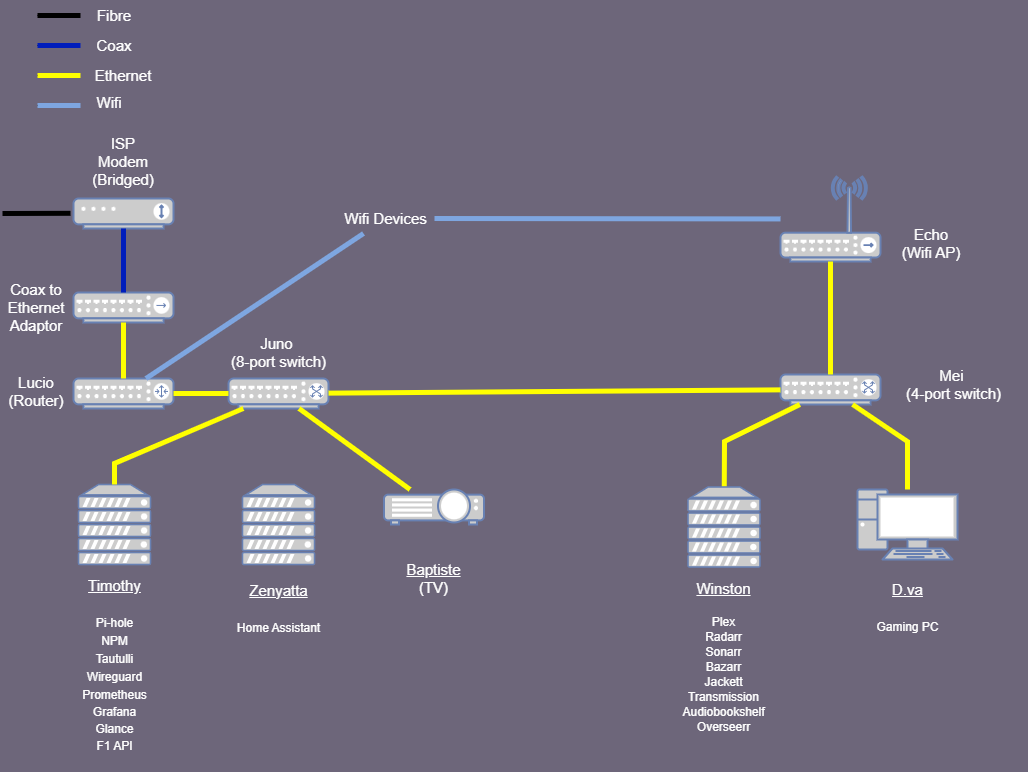 Fibre
Coax
Ethernet
Wifi
ISP
Modem
(Bridged)
Wifi Devices
Echo
(Wifi AP)
Coax to
Ethernet
Adaptor
Juno
(8-port switch)
Lucio
(Router)
Mei
(4-port switch)
Timothy
Pi-hole
NPM
Tautulli
Wireguard
Prometheus
Grafana
Glance
F1 API
Zenyatta
Home Assistant
Baptiste
(TV)
Winston
Plex
Radarr
Sonarr
Bazarr
Jackett
Transmission
Audiobookshelf
Overseerr
D.va
Gaming PC